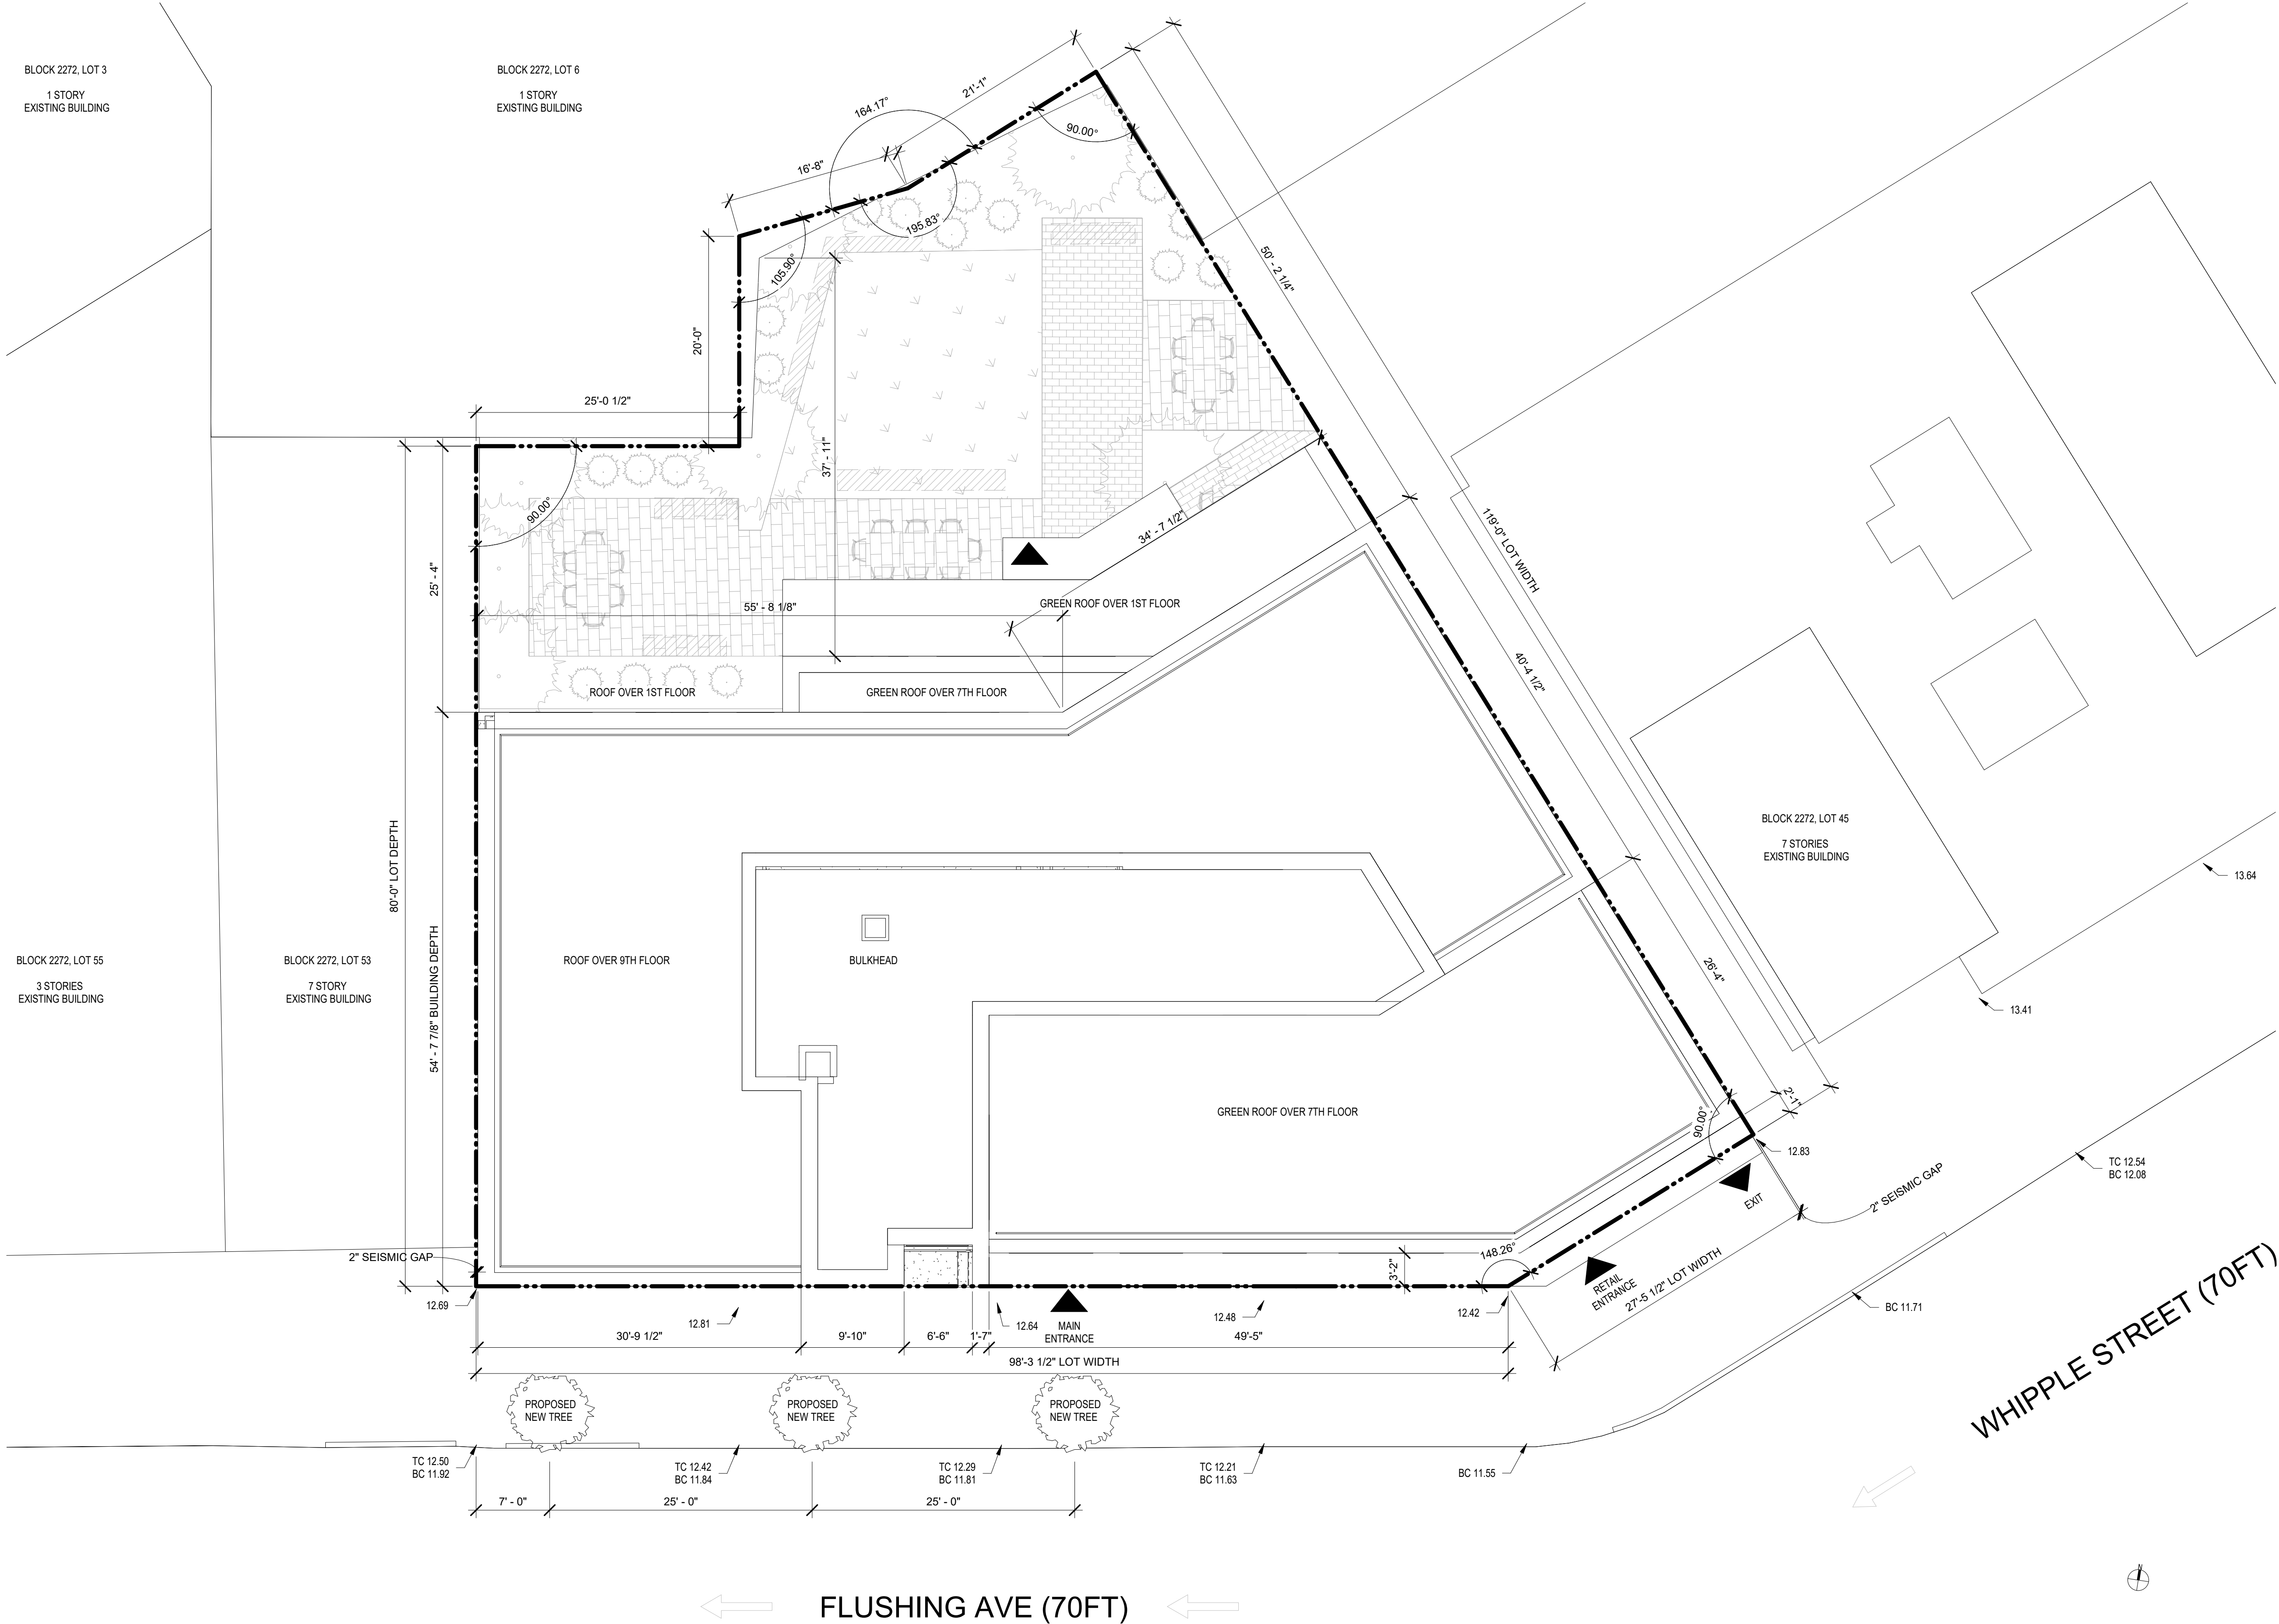 BLOCK 2272, LOT 3
1 STORY
EXISTING BUILDING
BLOCK 2272, LOT 6
1 STORY
EXISTING BUILDING
21'-1"
164.17°
90.00°
16'-8"
195.83°
105.90°
20'-0"
50' - 2 1/4"
25'-0 1/2"
37' - 11"
90.00°
34' - 7 1/2"
119'-0" LOT WIDTH
25' - 4"
55' - 8 1/8"
GREEN ROOF OVER 1ST FLOOR
40'-4 1/2"
ROOF OVER 1ST FLOOR
GREEN ROOF OVER 7TH FLOOR
BLOCK 2272, LOT 45
7 STORIES
EXISTING BUILDING
13.64
80'-0" LOT DEPTH
54' - 7 7/8" BUILDING DEPTH
BLOCK 2272, LOT 55
3 STORIES
EXISTING BUILDING
BLOCK 2272, LOT 53
7 STORY
EXISTING BUILDING
ROOF OVER 9TH FLOOR
BULKHEAD
26'-4"
13.41
GREEN ROOF OVER 7TH FLOOR
2'-1"
90.00°
12.83
TC 12.54
BC 12.08
2" SEISMIC GAP
EXIT
2" SEISMIC GAP
148.26°
3'-2"
RETAIL
ENTRANCE
27'-5 1/2" LOT WIDTH
12.69
12.81
12.64
MAIN
ENTRANCE
12.48
12.42
BC 11.71
30'-9 1/2"
9'-10"
6'-6"
1'-7"
49'-5"
98'-3 1/2" LOT WIDTH
WHIPPLE STREET (70FT)
PROPOSED
NEW TREE
PROPOSED
NEW TREE
PROPOSED
NEW TREE
TC 12.50
BC 11.92
TC 12.42
BC 11.84
TC 12.29
BC 11.81
TC 12.21
BC 11.63
BC 11.55
7' - 0"
25' - 0"
25' - 0"
N
FLUSHING AVE (70FT)